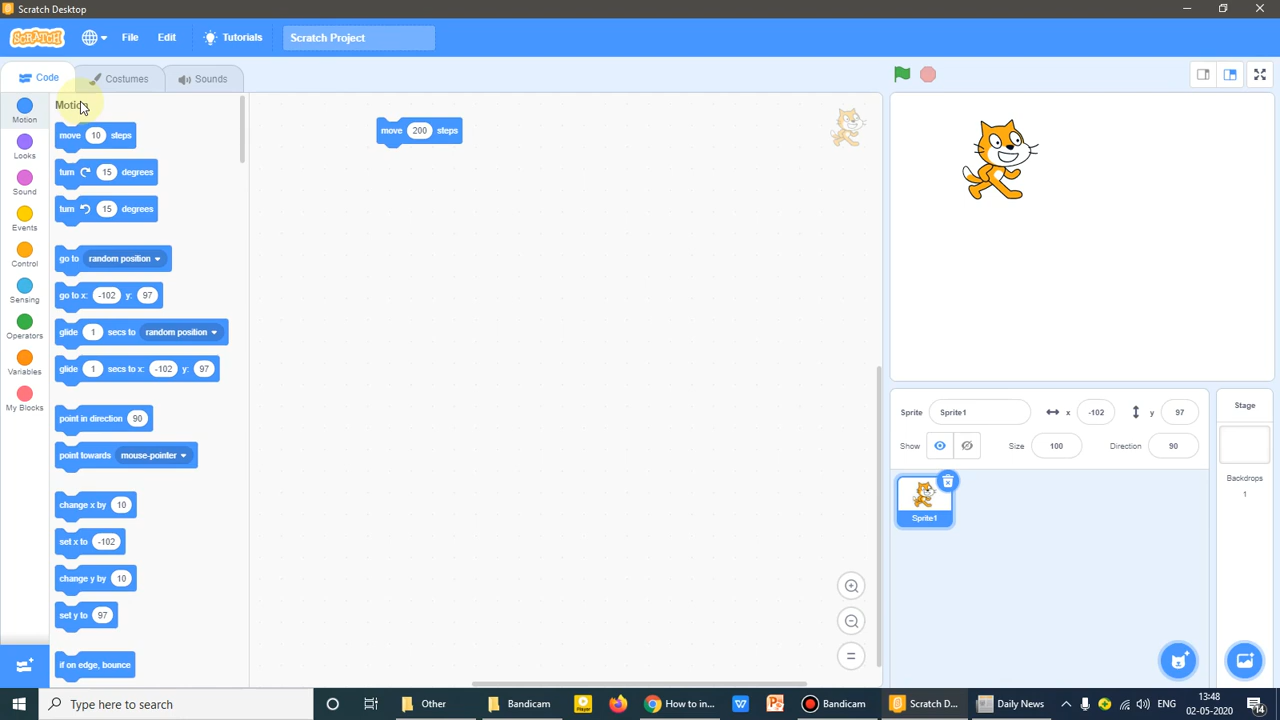 Scratch Desktop
SCRATCH
File
Edit
Tutorials
Scratch Project
Code
Costumes
Sounds
Motion
Motion
Looks
Sound
Events
Control
Sensing
Operators
Variables
My Blocks
move 10 steps
turn 15 degrees
turn 15 degrees
go to random position
go to x: -102 y: 97
glide 1 secs to random position
glide 1 secs to x: -102 y: 97
point in direction 90
point towards mouse-pointer
change x by 10
set x to -102
change y by 10
set y to 97
if on edge, bounce
move 200 steps
Sprite Sprite1 x -102 y 97
Show Size 100 Direction 90
Sprite1
Stage
Backdrops
1
Type here to search
Other
Bandicam
Player
How to in...
Bandicam
Scratch D...
Daily News
ENG
13:48
02-05-2020
14